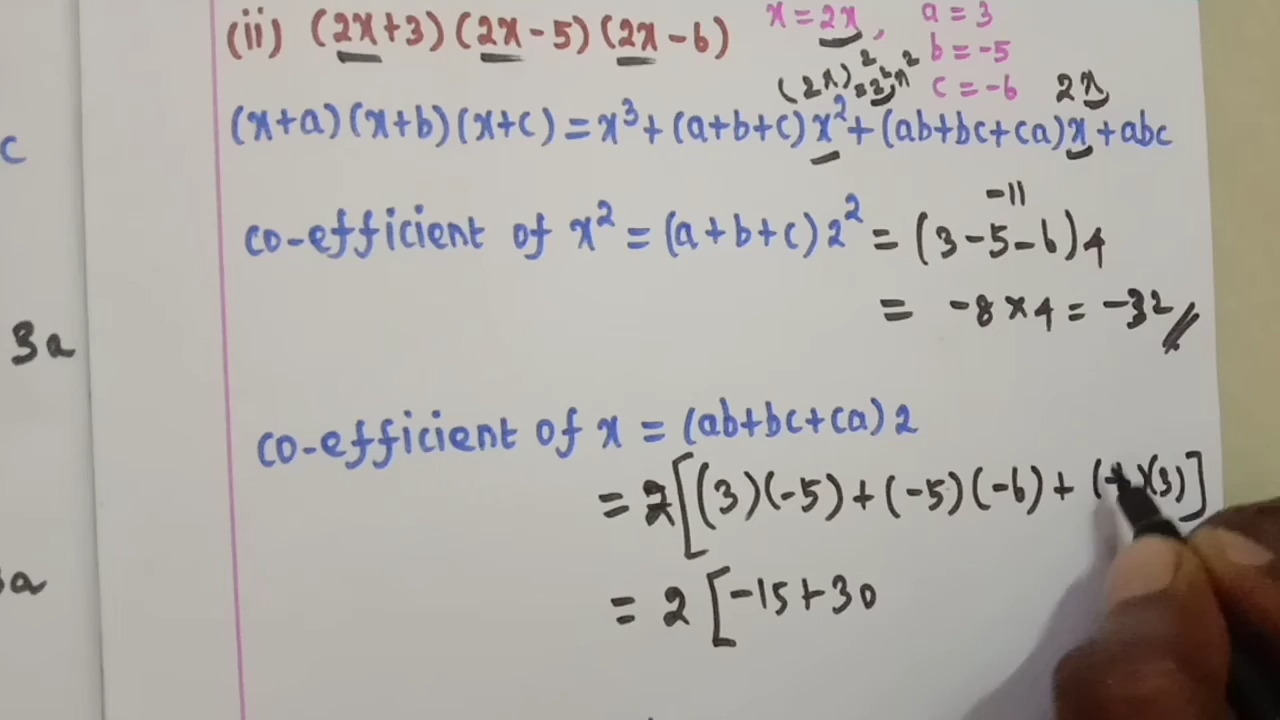 (ii) (2x+3)(2x-5)(2x-6) x=2x, a=3
b=-5
(2x)²=2²x² c=-6 2x
(x+a)(x+b)(x+c)=x³+(a+b+c)x²+(ab+bc+ca)x+abc
c
-11
co-efficient of x²=(a+b+c)2²=(3-5-6)4
= -8×4=-32//
3a
co-efficient of x=(ab+bc+ca)2
=2[(3)(-5)+(-5)(-6)+(- )(3)]
a
=2[-15+30